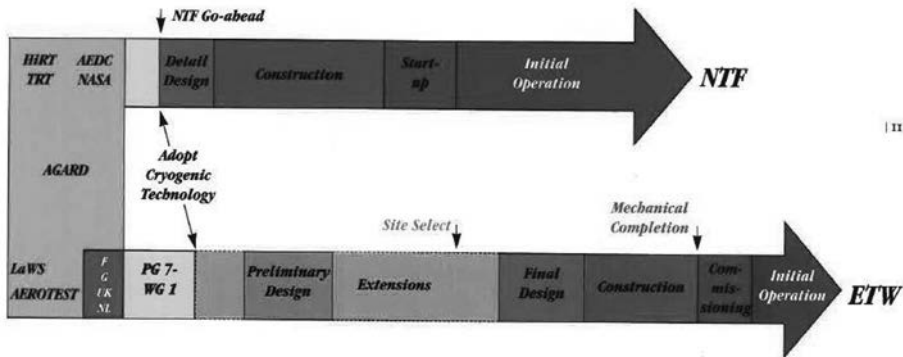 NTF Go-ahead
HiRT AEDC
TRT NASA
Detail
Design
Construction
Start-
up
Initial
Operation
NTF
| II
AGARD
Adopt
Cryogenic
Technology
Site Select
Mechanical
Completion
LaWS
AEROTEST
F
G
UK
NL
PG 7-
WG 1
Preliminary
Design
Extensions
Final
Design
Construction
Com-
mis-
sioning
Initial
Operation
ETW